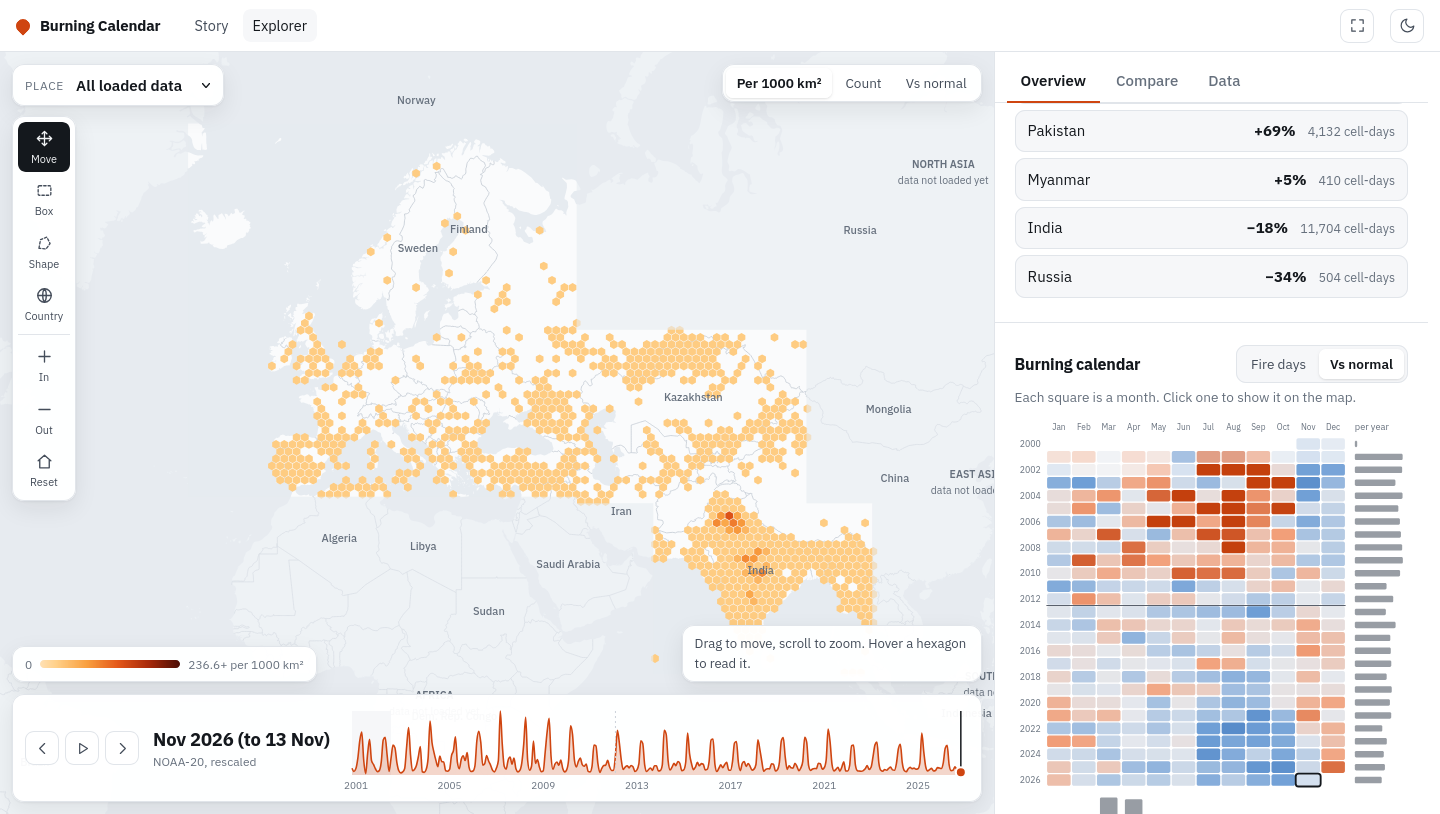 Burning Calendar
Story
Explorer
PLACE
All loaded data
Per 1000 km²
Count
Vs normal
Move
Box
Shape
Country
In
Out
Reset
Norway
NORTH ASIA
data not loaded yet
Russia
Finland
Sweden
Kazakhstan
Mongolia
China
Iran
Algeria
Libya
Saudi Arabia
India
Sudan
Drag to move, scroll to zoom. Hover a hexagon
to read it.
0
236.6+ per 1000 km²
Nov 2026 (to 13 Nov)
NOAA-20, rescaled
2001
2005
2009
2013
2017
2021
2025
Overview
Compare
Data
Pakistan
+69%
4,132 cell-days
Myanmar
+5%
410 cell-days
India
−18%
11,704 cell-days
Russia
−34%
504 cell-days
Burning calendar
Fire days
Vs normal
Each square is a month. Click one to show it on the map.
Jan Feb Mar Apr May Jun Jul Aug Sep Oct Nov Dec per year
2000
2002
2004
2006
2008
2010
2012
2014
2016
2018
2020
2022
2024
2026